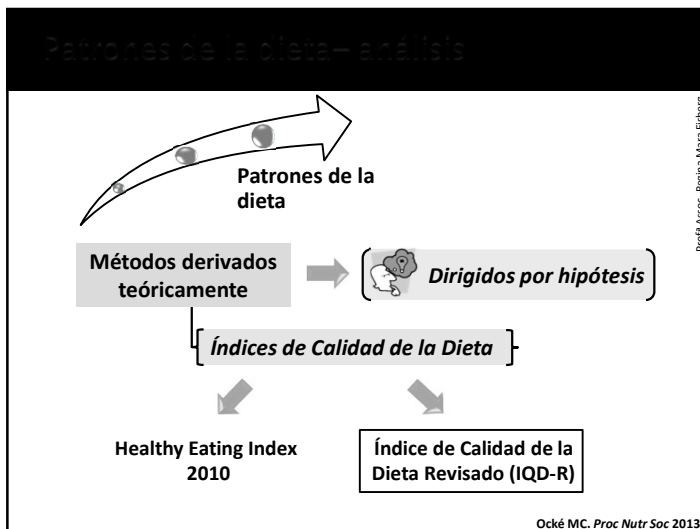 Patrones de la dieta– análisis
Patrones de la
dieta
Métodos derivados
teóricamente
Dirigidos por hipótesis
Índices de Calidad de la Dieta
Healthy Eating Index
2010
Índice de Calidad de la
Dieta Revisado (IQD-R)
Ocké MC. Proc Nutr Soc 2013